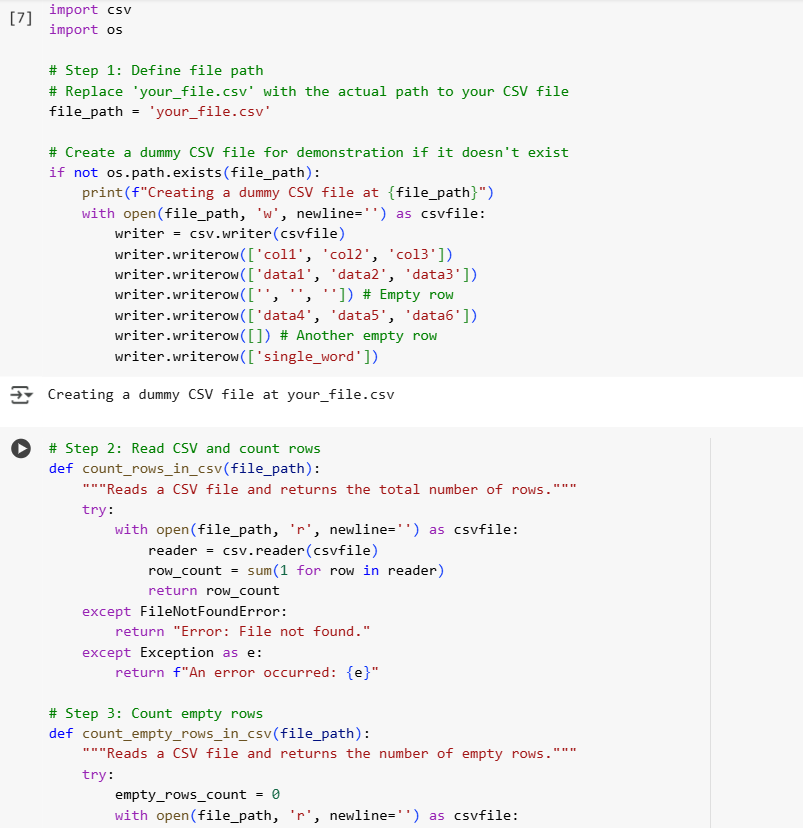 [7]
import csv
import os
# Step 1: Define file path
# Replace 'your_file.csv' with the actual path to your CSV file
file_path = 'your_file.csv'
# Create a dummy CSV file for demonstration if it doesn't exist
if not os.path.exists(file_path):
    print(f"Creating a dummy CSV file at {file_path}")
    with open(file_path, 'w', newline='') as csvfile:
        writer = csv.writer(csvfile)
        writer.writerow(['col1', 'col2', 'col3'])
        writer.writerow(['data1', 'data2', 'data3'])
        writer.writerow(['', '', '']) # Empty row
        writer.writerow(['data4', 'data5', 'data6'])
        writer.writerow([]) # Another empty row
        writer.writerow(['single_word'])
Creating a dummy CSV file at your_file.csv
# Step 2: Read CSV and count rows
def count_rows_in_csv(file_path):
    """Reads a CSV file and returns the total number of rows."""
    try:
        with open(file_path, 'r', newline='') as csvfile:
            reader = csv.reader(csvfile)
            row_count = sum(1 for row in reader)
            return row_count
    except FileNotFoundError:
        return "Error: File not found."
    except Exception as e:
        return f"An error occurred: {e}"
# Step 3: Count empty rows
def count_empty_rows_in_csv(file_path):
    """Reads a CSV file and returns the number of empty rows."""
    try:
        empty_rows_count = 0
        with open(file_path, 'r', newline='') as csvfile: